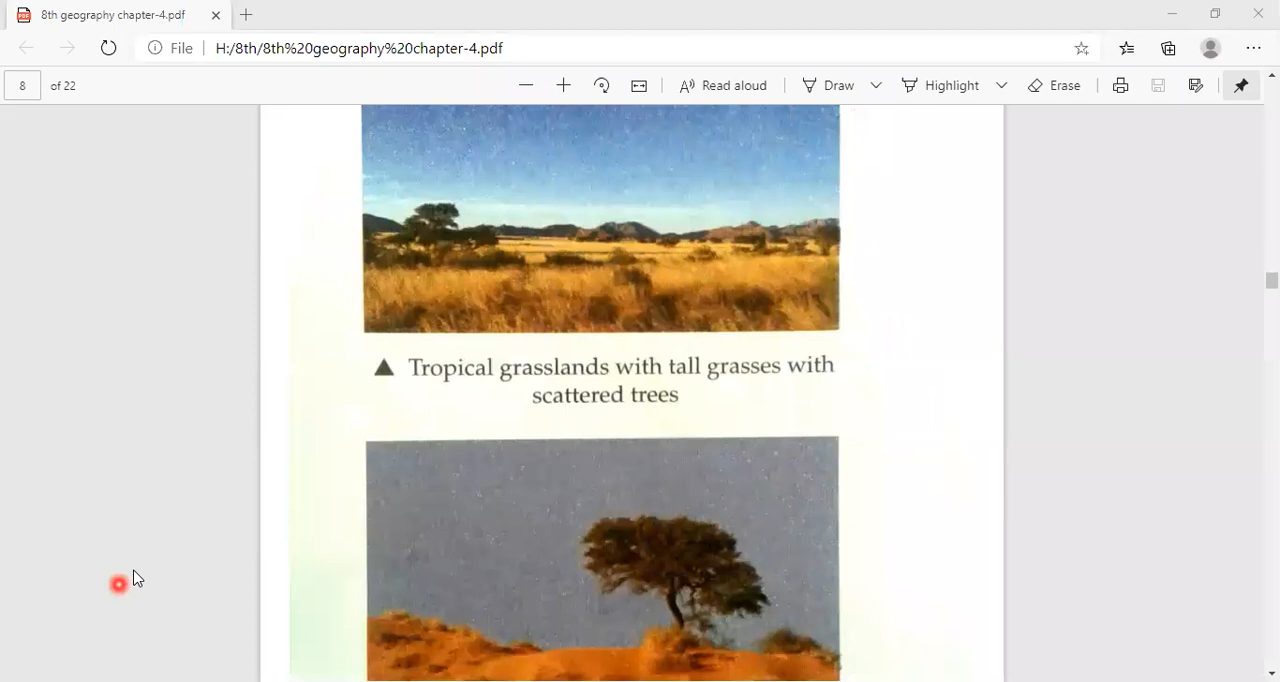 8th geography chapter-4.pdf
File
H:/8th/8th%20geography%20chapter-4.pdf
8
of 22
Read aloud
Draw
Highlight
Erase
▲ Tropical grasslands with tall grasses with
scattered trees